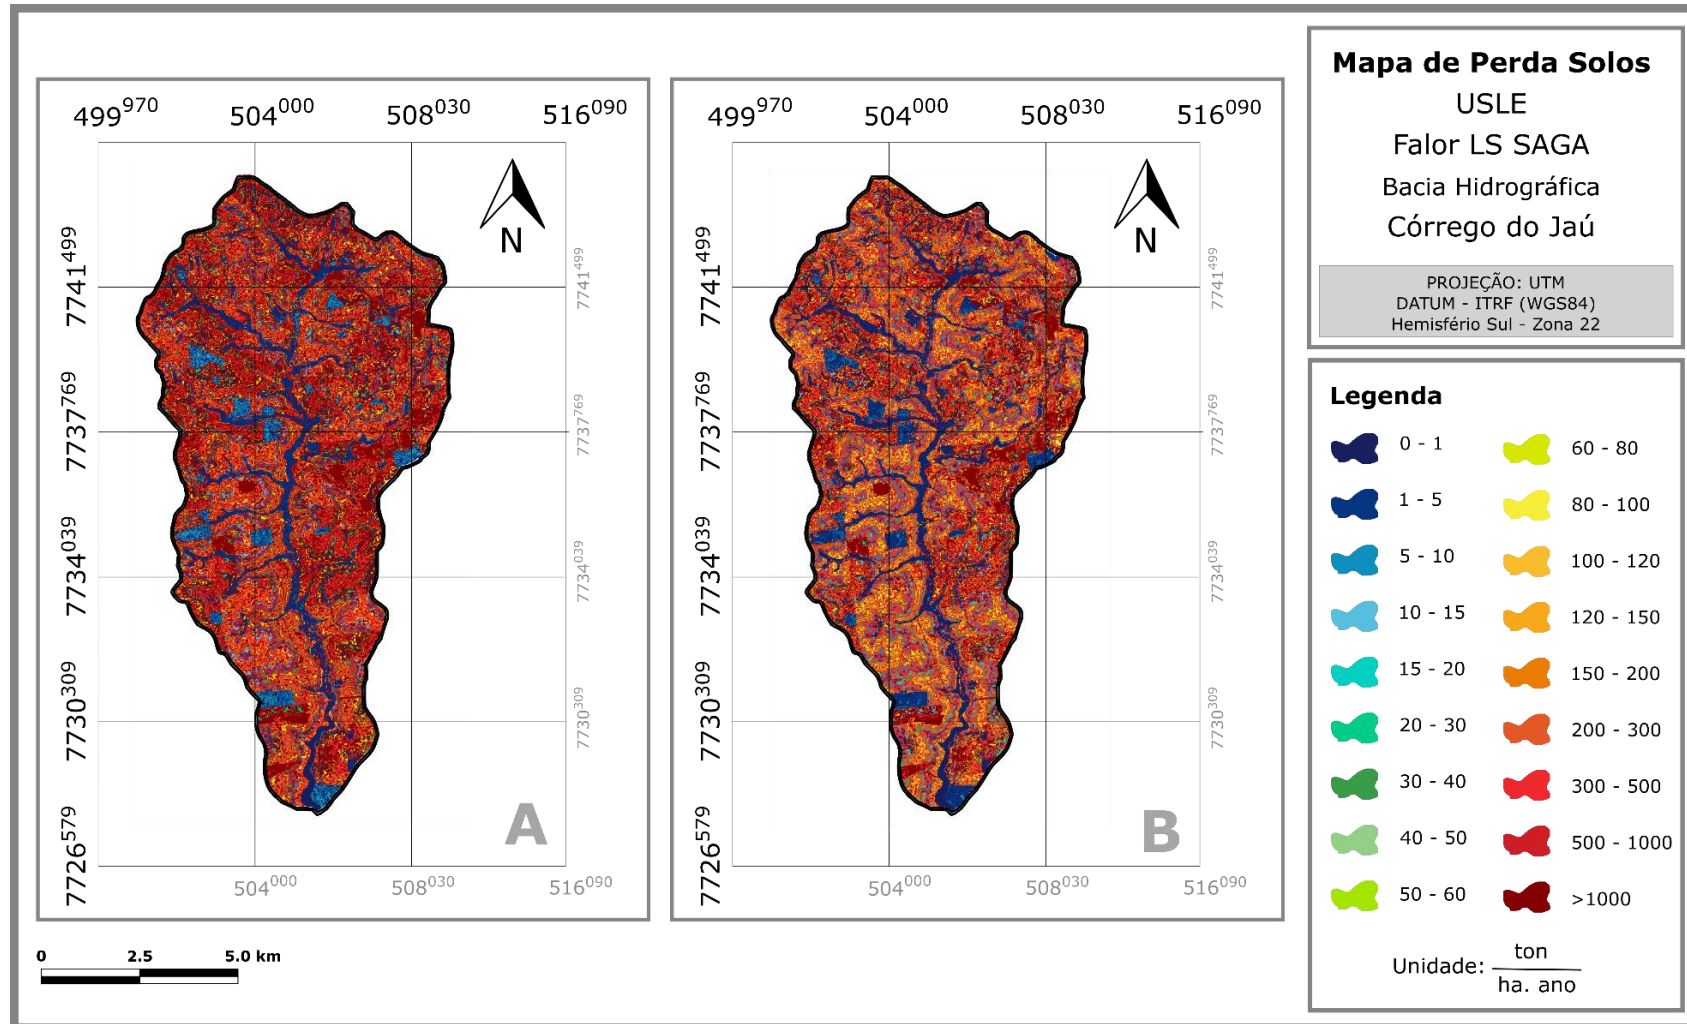 499970 504000 508030 516090
7741499
7737769
7734039
7730309
7726579
7741499
7737769
7734039
7730309
504000 508030 516090
N
A
499970 504000 508030 516090
7741499
7737769
7734039
7730309
7726579
7741499
7737769
7734039
7730309
504000 508030 516090
N
B
0 2.5 5.0 km
Mapa de Perda Solos
USLE
Falor LS SAGA
Bacia Hidrográfica
Córrego do Jaú
PROJEÇÃO: UTM
DATUM - ITRF (WGS84)
Hemisfério Sul - Zona 22
Legenda
0 - 1
1 - 5
5 - 10
10 - 15
15 - 20
20 - 30
30 - 40
40 - 50
50 - 60
60 - 80
80 - 100
100 - 120
120 - 150
150 - 200
200 - 300
300 - 500
500 - 1000
>1000
Unidade: ton
ha. ano